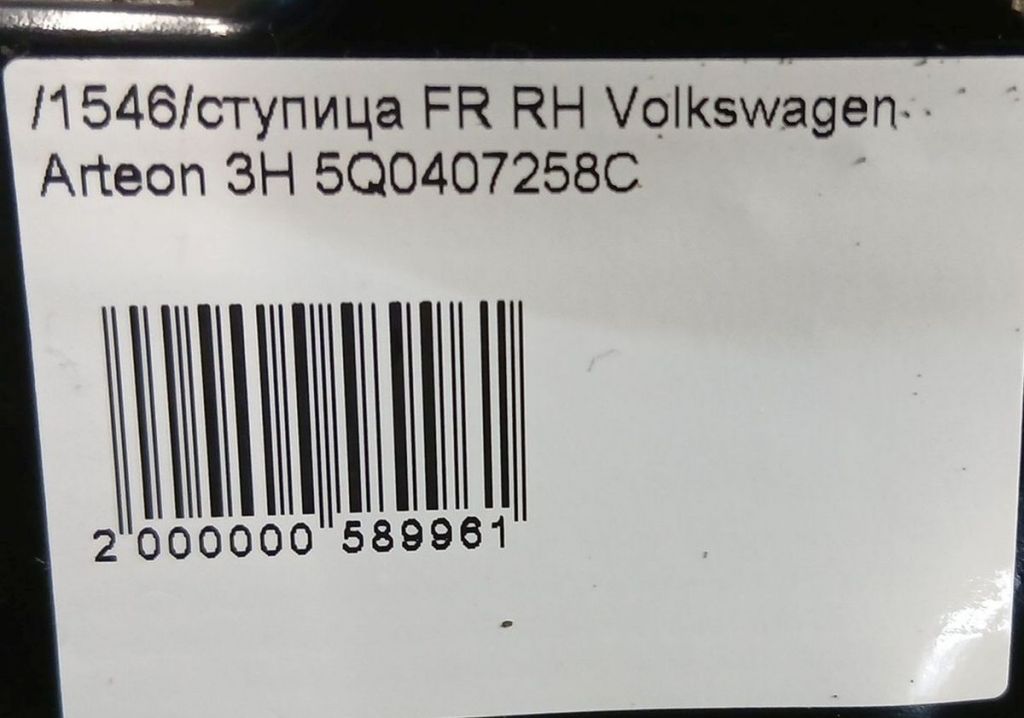 /1546/ступица FR RH Volkswagen
Arteon 3H 5Q0407258C
2 000000 589961